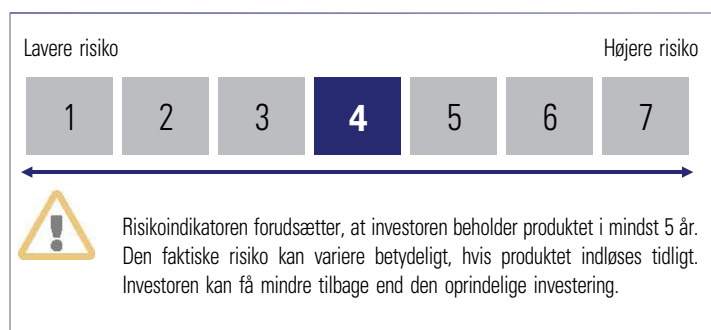 Lavere risiko Højere risiko
1 2 3 4 5 6 7
Risikoindikatoren forudsætter, at investoren beholder produktet i mindst 5 år.
Den faktiske risiko kan variere betydeligt, hvis produktet indløses tidligt.
Investoren kan få mindre tilbage end den oprindelige investering.